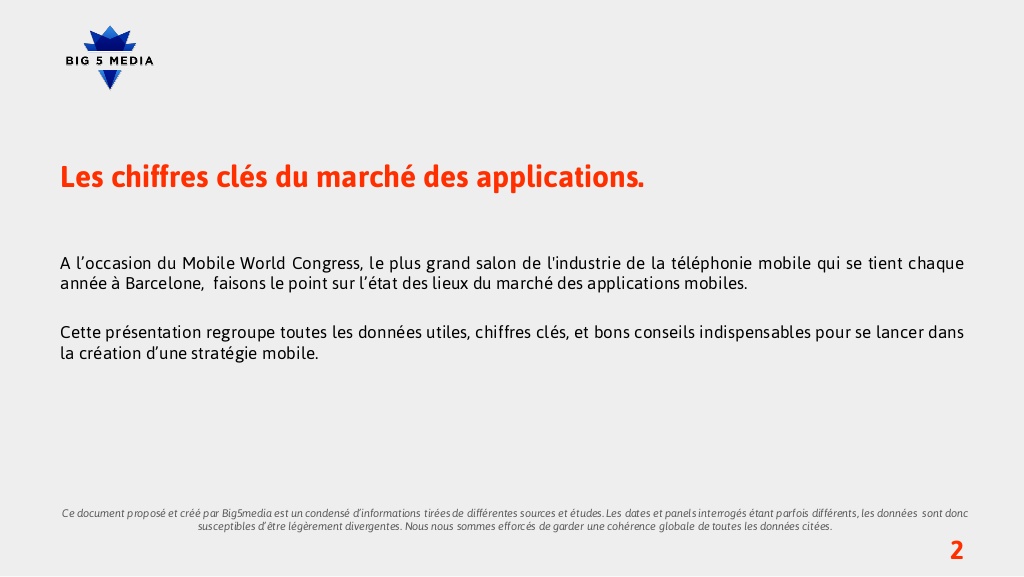 BIG 5 MEDIA
Les chiffres clés du marché des applications.
A l’occasion du Mobile World Congress, le plus grand salon de l'industrie de la téléphonie mobile qui se tient chaque
année à Barcelone,  faisons le point sur l’état des lieux du marché des applications mobiles.
Cette présentation regroupe toutes les données utiles, chiffres clés, et bons conseils indispensables pour se lancer dans
la création d’une stratégie mobile.
Ce document proposé et créé par Big5media est un condensé d’informations tirées de différentes sources et études. Les dates et panels interrogés étant parfois différents, les données sont donc
susceptibles d’être légèrement divergentes. Nous nous sommes efforcés de garder une cohérence globale de toutes les données citées.
2